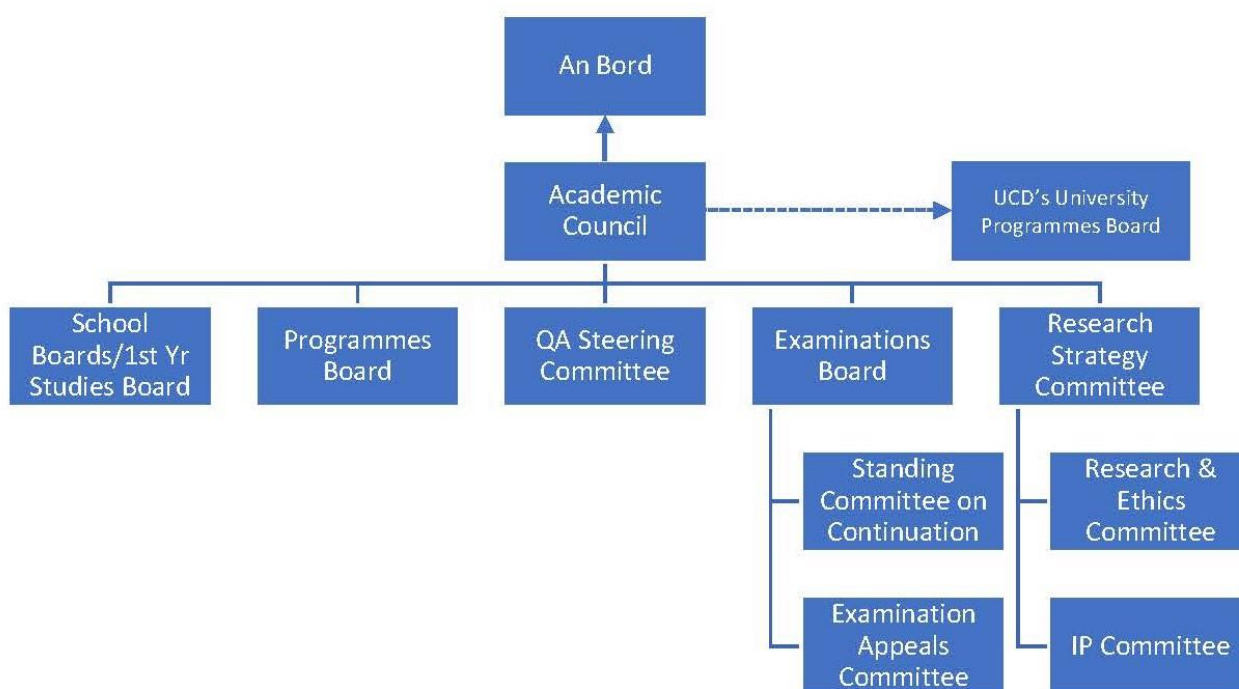 An Bord
Academic
Council
UCD's University
Programmes Board
School
Boards/1st Yr
Studies Board
Programmes
Board
QA Steering
Committee
Examinations
Board
Research
Strategy
Committee
Standing
Committee on
Continuation
Research &
Ethics
Committee
Examination
Appeals
Committee
IP Committee